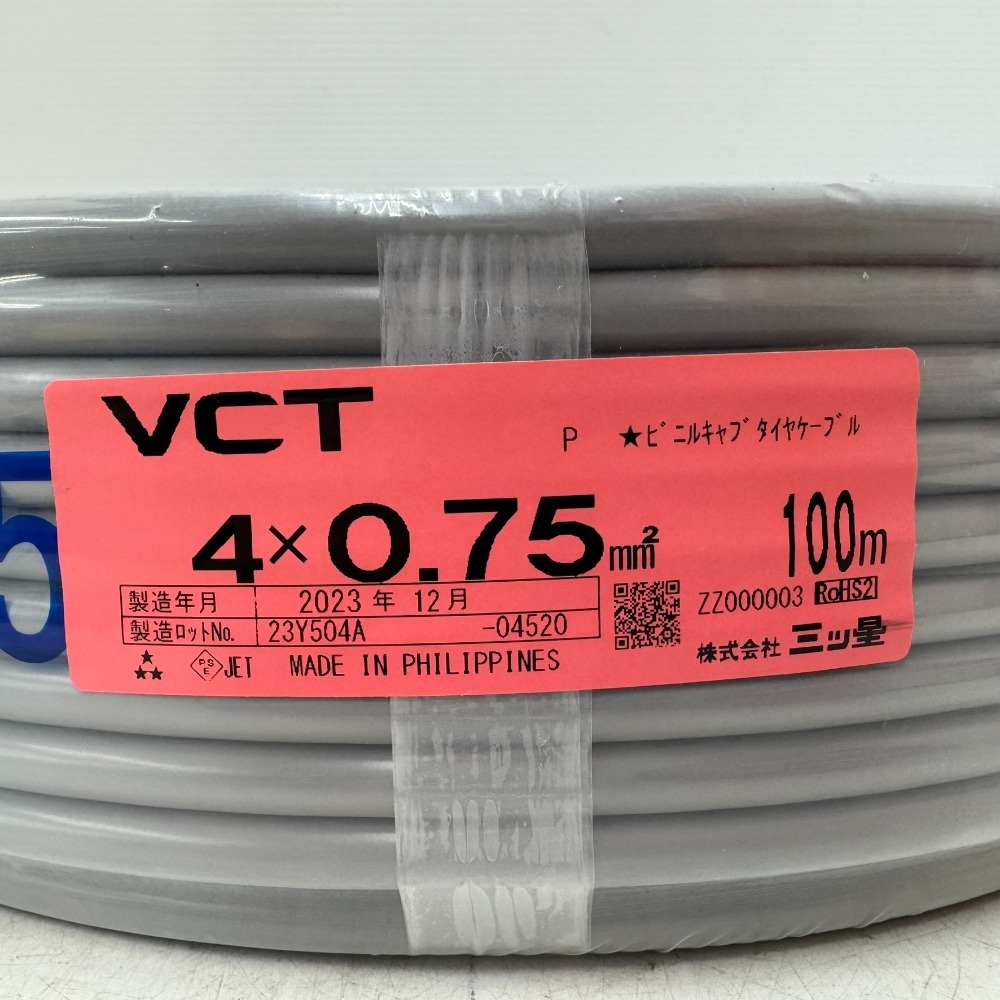 VCT
P ★ビニルキャブタイヤケーブル
4×0.75mm² 100m
製造年月 2023年 12月
製造ロットNo. 23Y504A -04520
ZZ000003 RoHS2
株式会社 三ッ星
PSE JET MADE IN PHILIPPINES
5